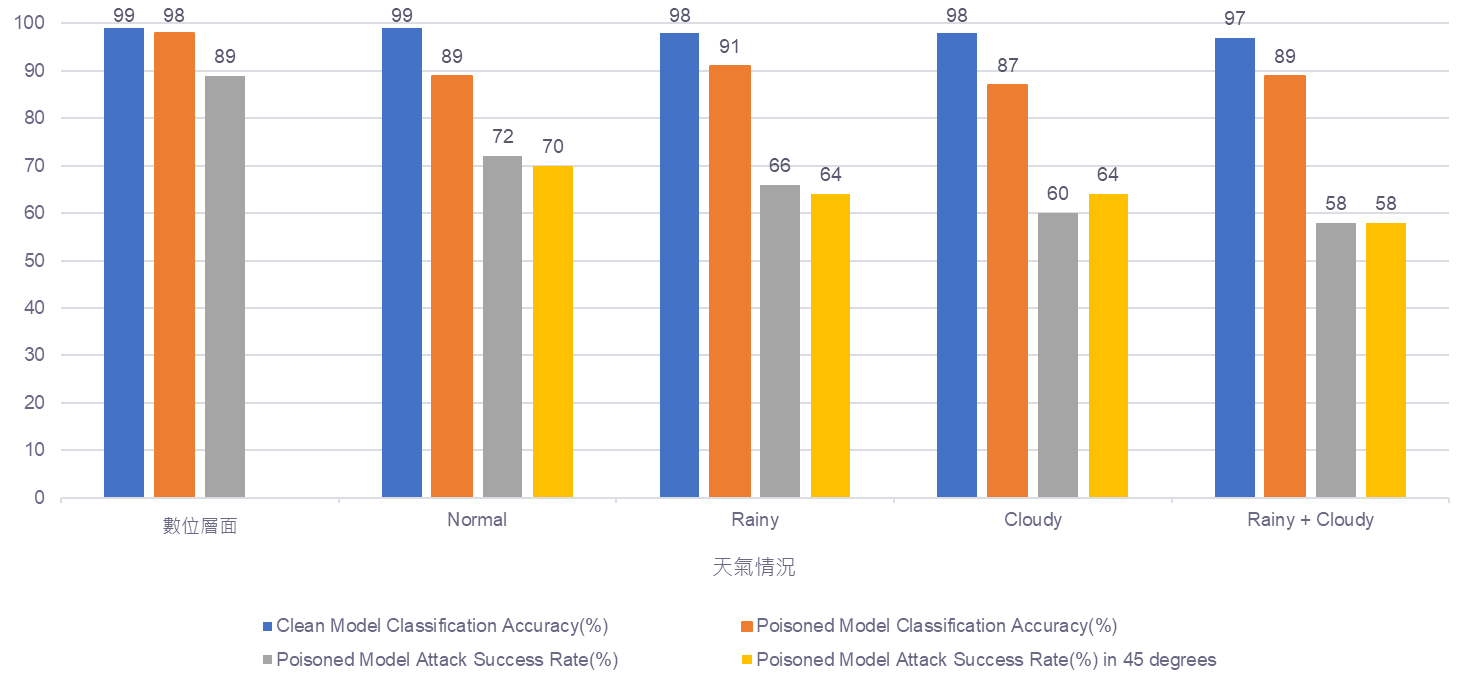 100
90
80
70
60
50
40
30
20
10
0
99 98 89
99 89 72 70
98 91 66 64
98 87 60 64
97 89 58 58
數位層面 Normal Rainy Cloudy Rainy + Cloudy
天氣情況
Clean Model Classification Accuracy(%) Poisoned Model Classification Accuracy(%)
Poisoned Model Attack Success Rate(%) Poisoned Model Attack Success Rate(%) in 45 degrees